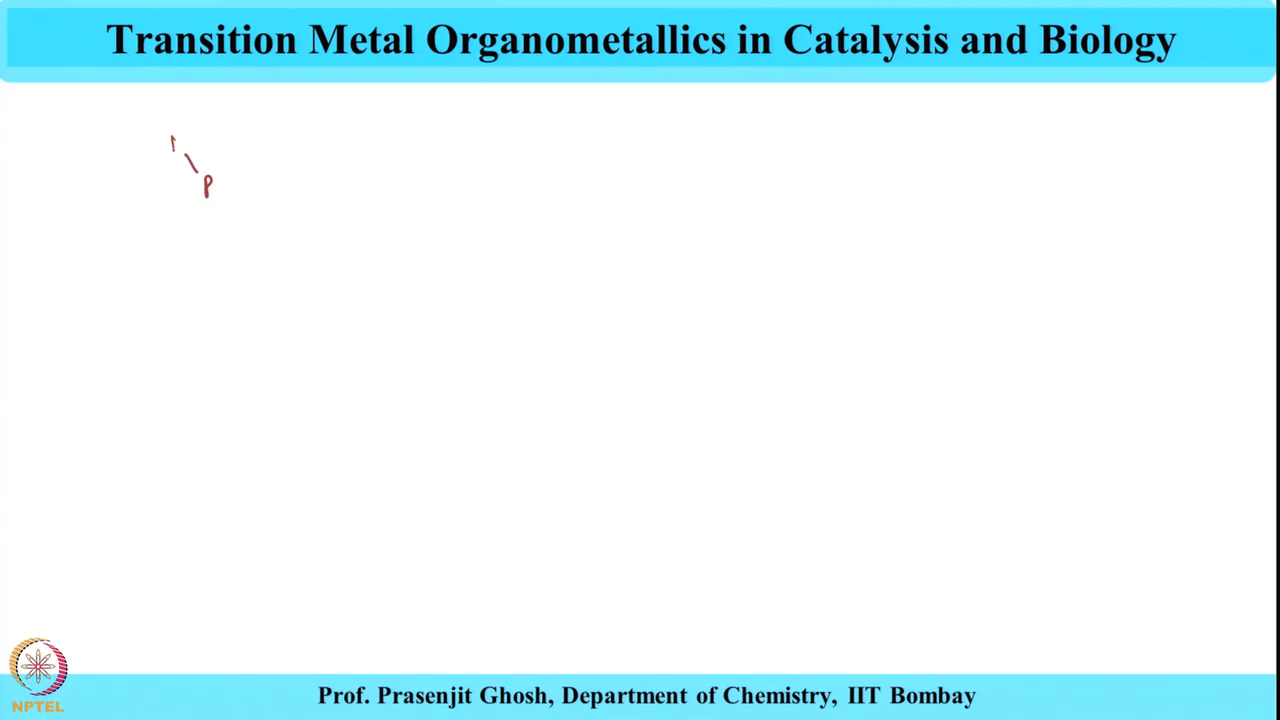 Transition Metal Organometallics in Catalysis and Biology
P
Prof. Prasenjit Ghosh, Department of Chemistry, IIT Bombay
NPTEL